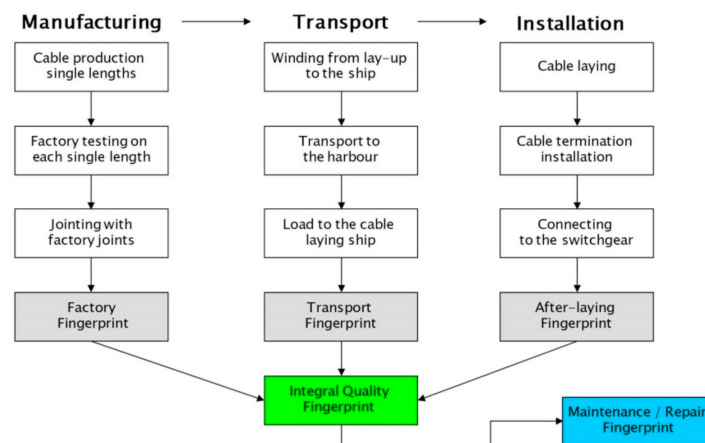 Manufacturing
Transport
Installation
Cable production
single lengths
Winding from lay-up
to the ship
Cable laying
Factory testing on
each single length
Transport to
the harbour
Cable termination
installation
Jointing with
factory joints
Load to the cable
laying ship
Connecting
to the switchgear
Factory
Fingerprint
Transport
Fingerprint
After-laying
Fingerprint
Integral Quality
Fingerprint
Maintenance / Repair
Fingerprint